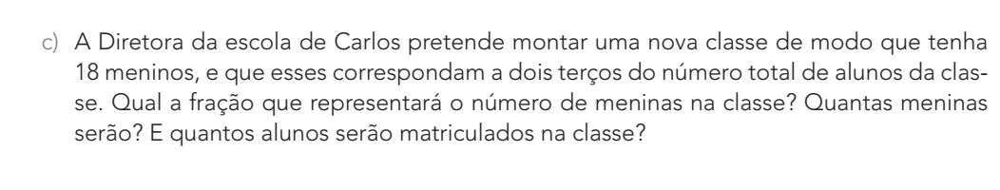 c) A Diretora da escola de Carlos pretende montar uma nova classe de modo que tenha
18 meninos, e que esses correspondam a dois terços do número total de alunos da clas-
se. Qual a fração que representará o número de meninas na classe? Quantas meninas
serão? E quantos alunos serão matriculados na classe?